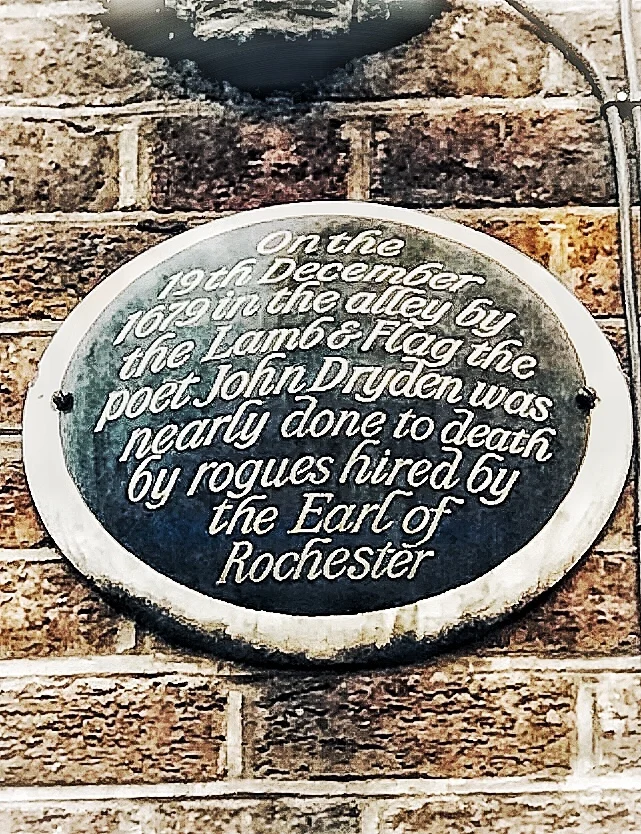 On the
19th December
1679 in the alley by
the Lamb & Flag the
poet John Dryden was
nearly done to death
by rogues hired by
the Earl of
Rochester